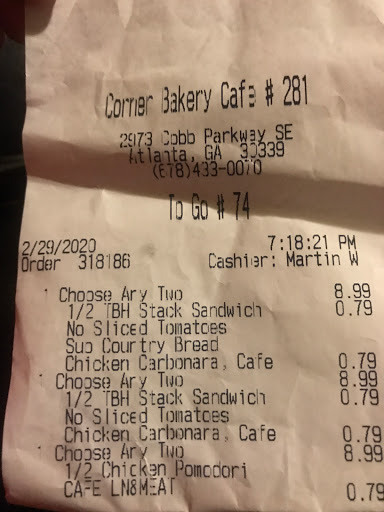 Corner Bakery Cafe # 281
2973 Cobb Parkway SE
Atlanta, GA 30339
(678)433-0070
To Go # 74
2/29/2020 7:18:21 PM
Order 318186 Cashier: Martin W
1 Choose Any Two 8.99
1/2 TBH Stack Sandwich 0.79
No Sliced Tomatoes
Sub Country Bread
Chicken Carbonara, Cafe 0.79
Choose Any Two 8.99
1/2 TBH Stack Sandwich 0.79
No Sliced Tomatoes
Chicken Carbonara, Cafe 0.79
Choose Any Two 8.99
1/2 Chicken Pomodori
CAFE LN8MEAT 0.79